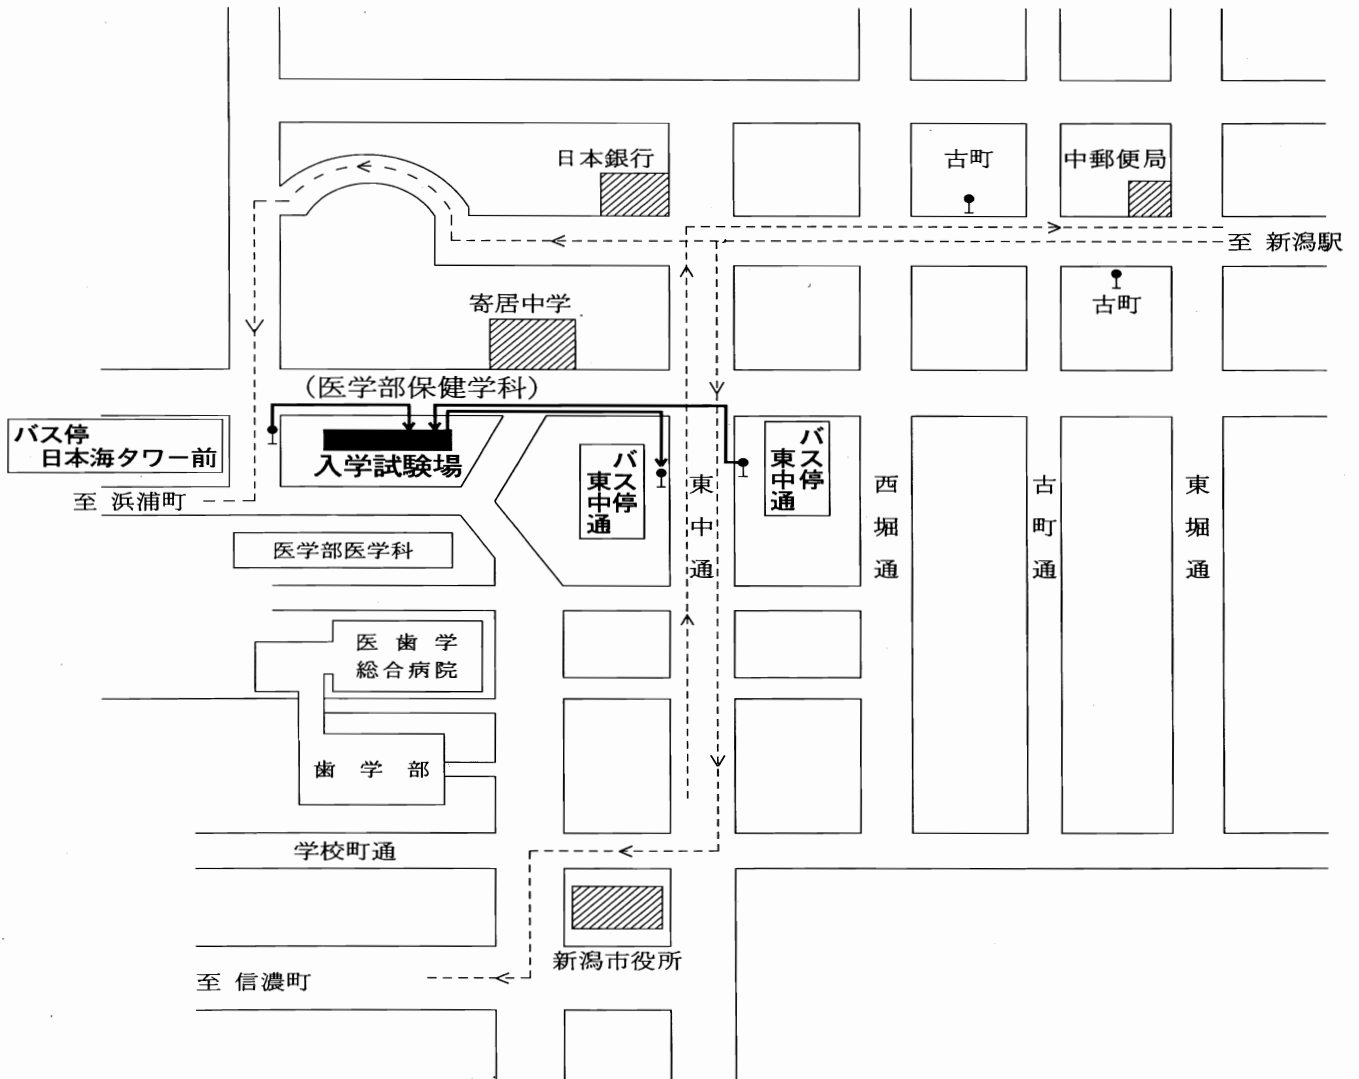 日本銀行
古町
中郵便局
至 新潟駅
古町
寄居中学
(医学部保健学科)
バス停
日本海タワー前
入学試験場
バス停
東中通
バス停
東中通
東中通
西堀通
古町通
東堀通
至 浜浦町
医学部医学科
医歯学
総合病院
歯学部
学校町通
新潟市役所
至 信濃町